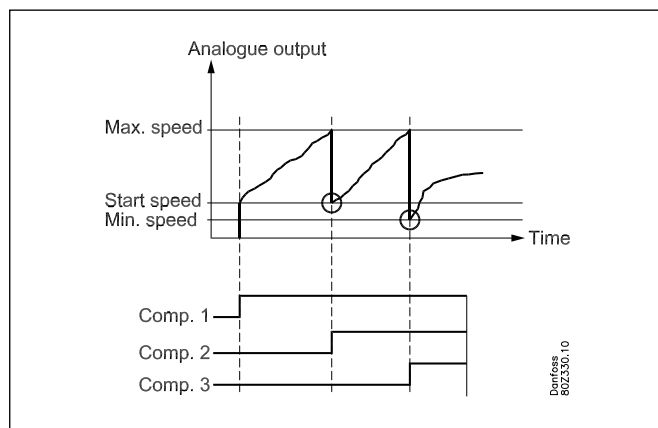 Analogue output
Max. speed
Start speed
Min. speed
Time
Comp. 1
Comp. 2
Comp. 3
Danfoss
80Z330.10